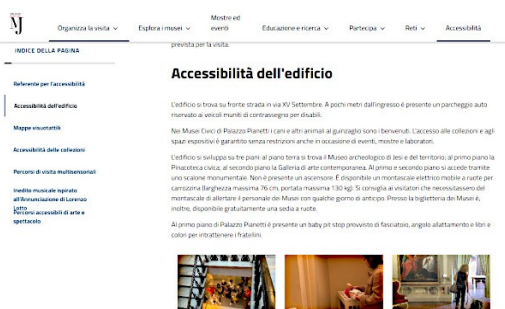 MJ
Organizza la visita
Esplora i musei
Mostre ed
eventi
Educazione e ricerca
Partecipa
Reti
Accessibilità
INDICE DELLA PAGINA
Referente per l'accessibilità
Accessibilità dell'edificio
Mappe visuotattili
Accessibilità delle collezioni
Percorsi di visita multisensoriali
Inedito musicale ispirato
all'Annunciazione di Lorenzo
Lotto
Percorsi accessibili di arte e
spettacolo
prevista per la visita.
Accessibilità dell'edificio
L'edificio si trova su fronte strada in via XV Settembre. A pochi metri dall'ingresso è presente un parcheggio auto
riservato ai veicoli muniti di contrassegno per disabili.
Nei Musei Civici di Palazzo Pianetti i cani e altri animali al guinzaglio sono i benvenuti. L'accesso alle collezioni e agli
spazi espositivi è garantito senza restrizioni anche in occasione di eventi, mostre e laboratori.
L'edificio si sviluppa su tre piani: al piano terra si trova il Museo archeologico di Jesi e del territorio; al primo piano la
Pinacoteca civica; al secondo piano la Galleria di arte contemporanea. Al primo e secondo piano si accede tramite
uno scalone monumentale. Non è presente un ascensore. È disponibile un montascale elettrico mobile a ruote per
carrozzina (larghezza massima 76 cm, portata massima 130 kg). Si consiglia ai visitatori che necessitassero del
montascale di allertare il personale dei Musei con qualche giorno di anticipo. Presso la biglietteria dei Musei è,
inoltre, disponibile gratuitamente una sedia a ruote.
Al primo piano di Palazzo Pianetti è presente un baby pit stop provvisto di fasciatoio, angolo allattamento e libri e
colori per intrattenere i fratellini.